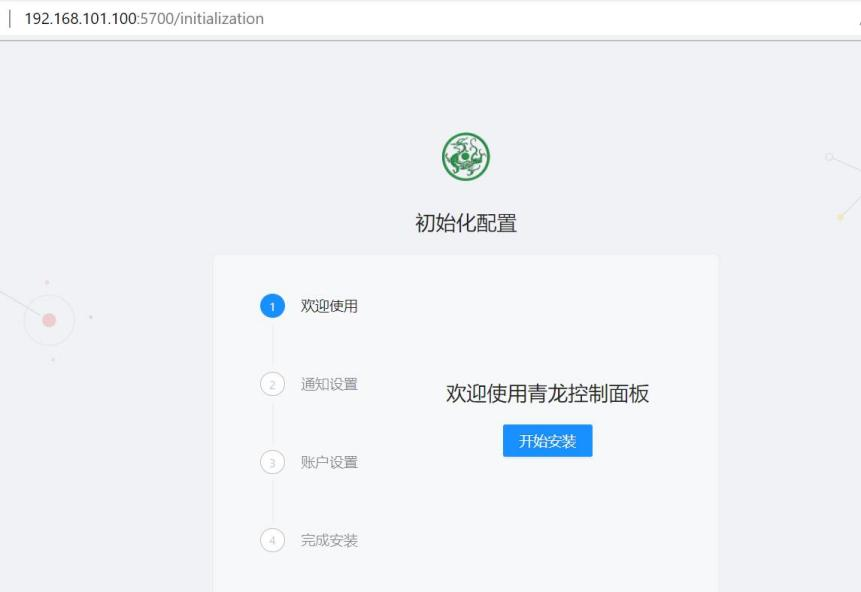 192.168.101.100:5700/initialization
初始化配置
1 欢迎使用
2 通知设置
欢迎使用青龙控制面板
开始安装
3 账户设置
4 完成安装